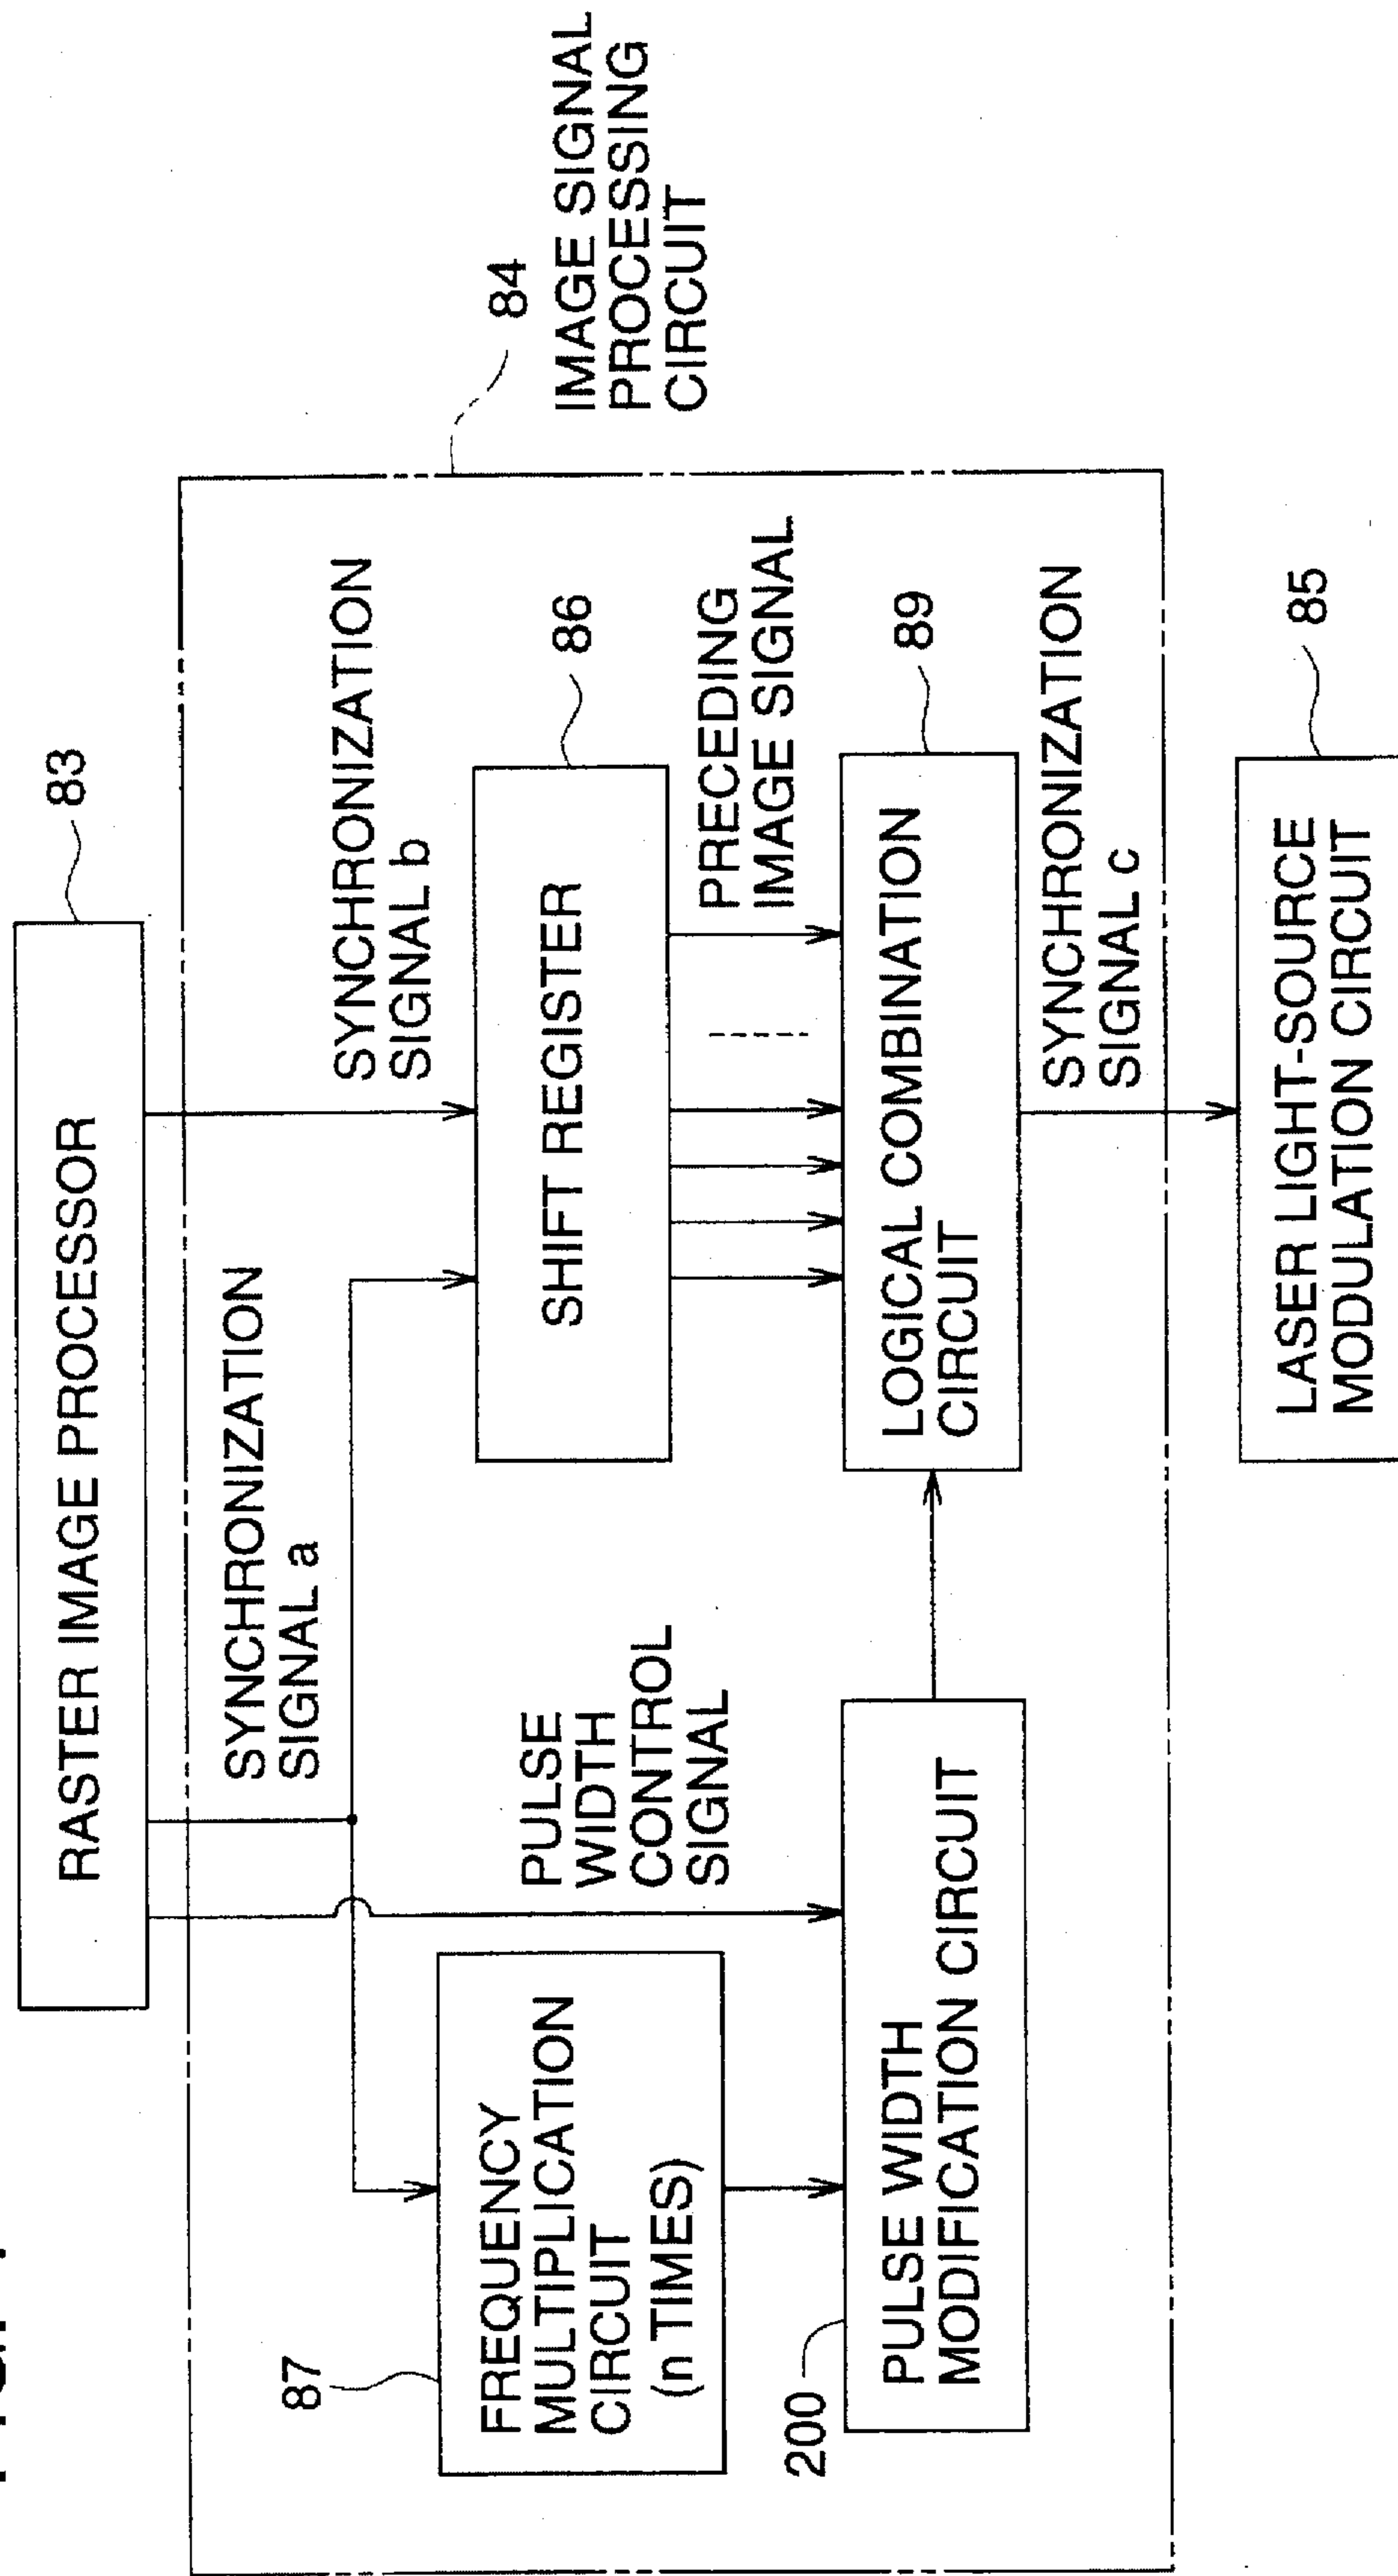 RASTER IMAGE PROCESSOR
83
SYNCHRONIZATION
SIGNAL a
SYNCHRONIZATION
SIGNAL b
84
IMAGE SIGNAL
PROCESSING
CIRCUIT
87
FREQUENCY
MULTIPLICATION
CIRCUIT
(n TIMES)
PULSE
WIDTH
CONTROL
SIGNAL
SHIFT REGISTER
86
PRECEDING
IMAGE SIGNAL
200
PULSE WIDTH
MODIFICATION CIRCUIT
LOGICAL COMBINATION
CIRCUIT
89
SYNCHRONIZATION
SIGNAL c
LASER LIGHT-SOURCE
MODULATION CIRCUIT
85